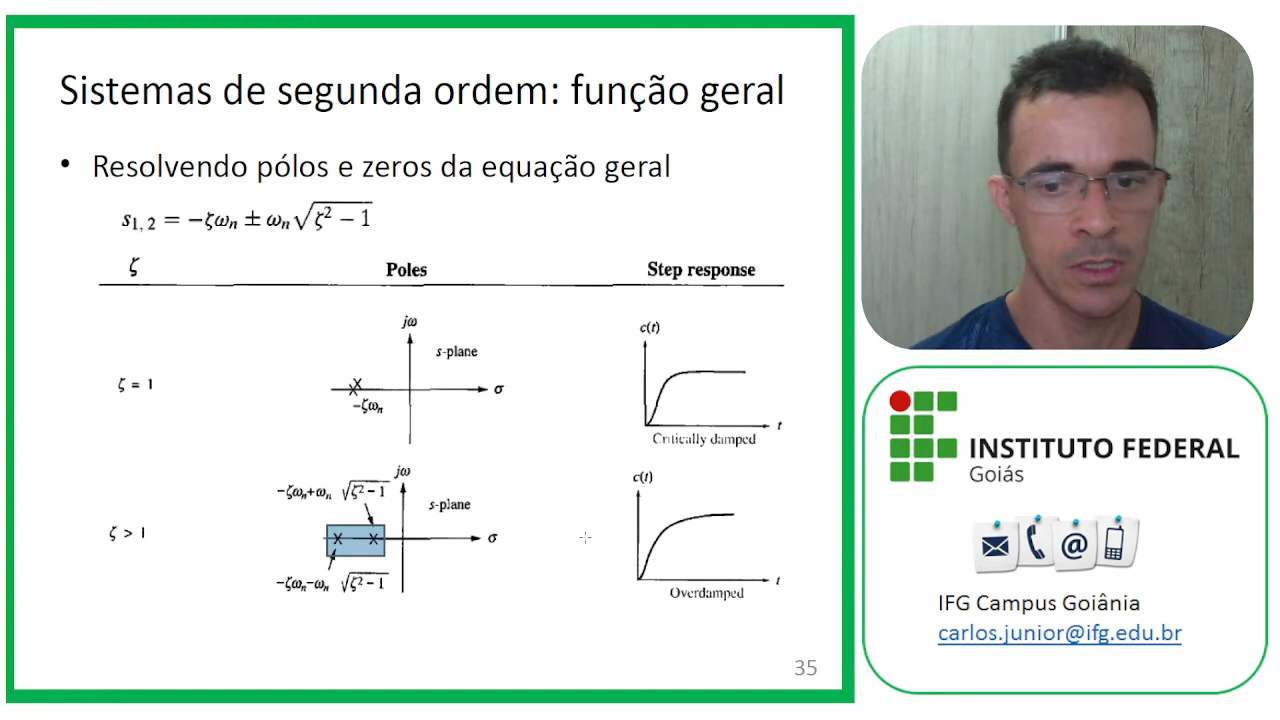 Sistemas de segunda ordem: função geral
• Resolvendo pólos e zeros da equação geral
s₁, ₂ = −ζωₙ ± ωₙ√(ζ² − 1)
ζ Poles Step response
jω
s-plane
σ
−ζωₙ
ζ = 1
c(t)
t
Critically damped
jω
−ζωₙ+ωₙ √(ζ²−1)
s-plane
σ
ζ > 1
−ζωₙ−ωₙ √(ζ²−1)
c(t)
t
Overdamped
35
INSTITUTO FEDERAL
Goiás
@
IFG Campus Goiânia
carlos.junior@ifg.edu.br